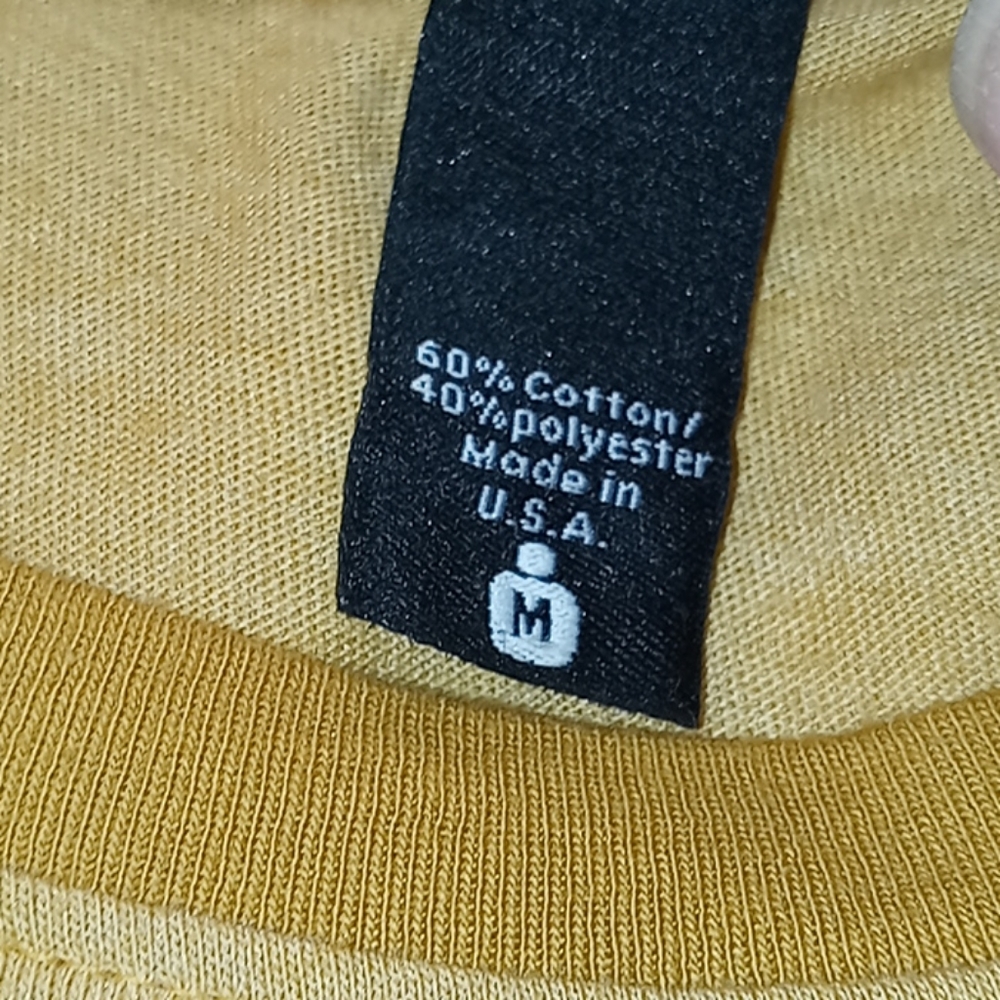 60% Cotton/
40% polyester
Made in
U.S.A.
M